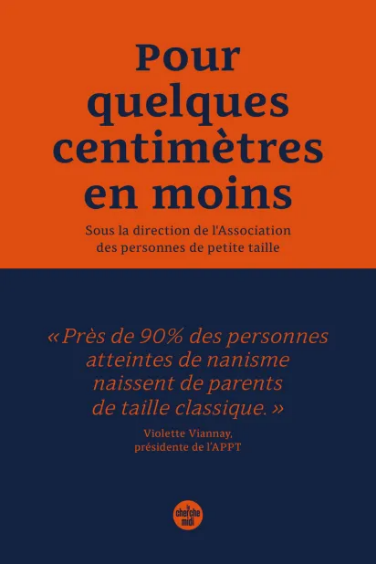 Pour
quelques
centimètres
en moins
Sous la direction de l'Association
des personnes de petite taille
« Près de 90% des personnes
atteintes de nanisme
naissent de parents
de taille classique. »
Violette Viannay,
présidente de l'APPT
le
cherche
midi